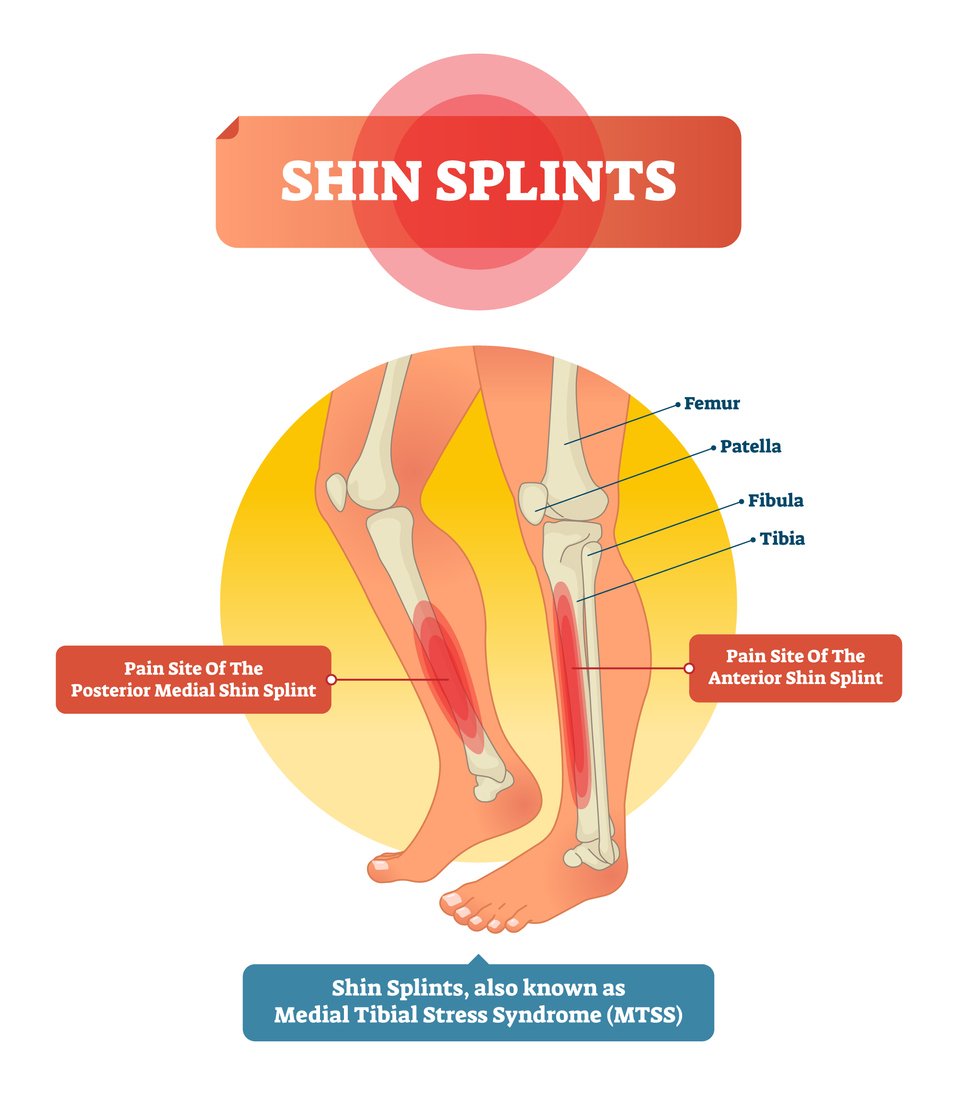 SHIN SPLINTS
Femur
Patella
Fibula
Tibia
Pain Site Of The
Posterior Medial Shin Splint
Pain Site Of The
Anterior Shin Splint
Shin Splints, also known as
Medial Tibial Stress Syndrome (MTSS)